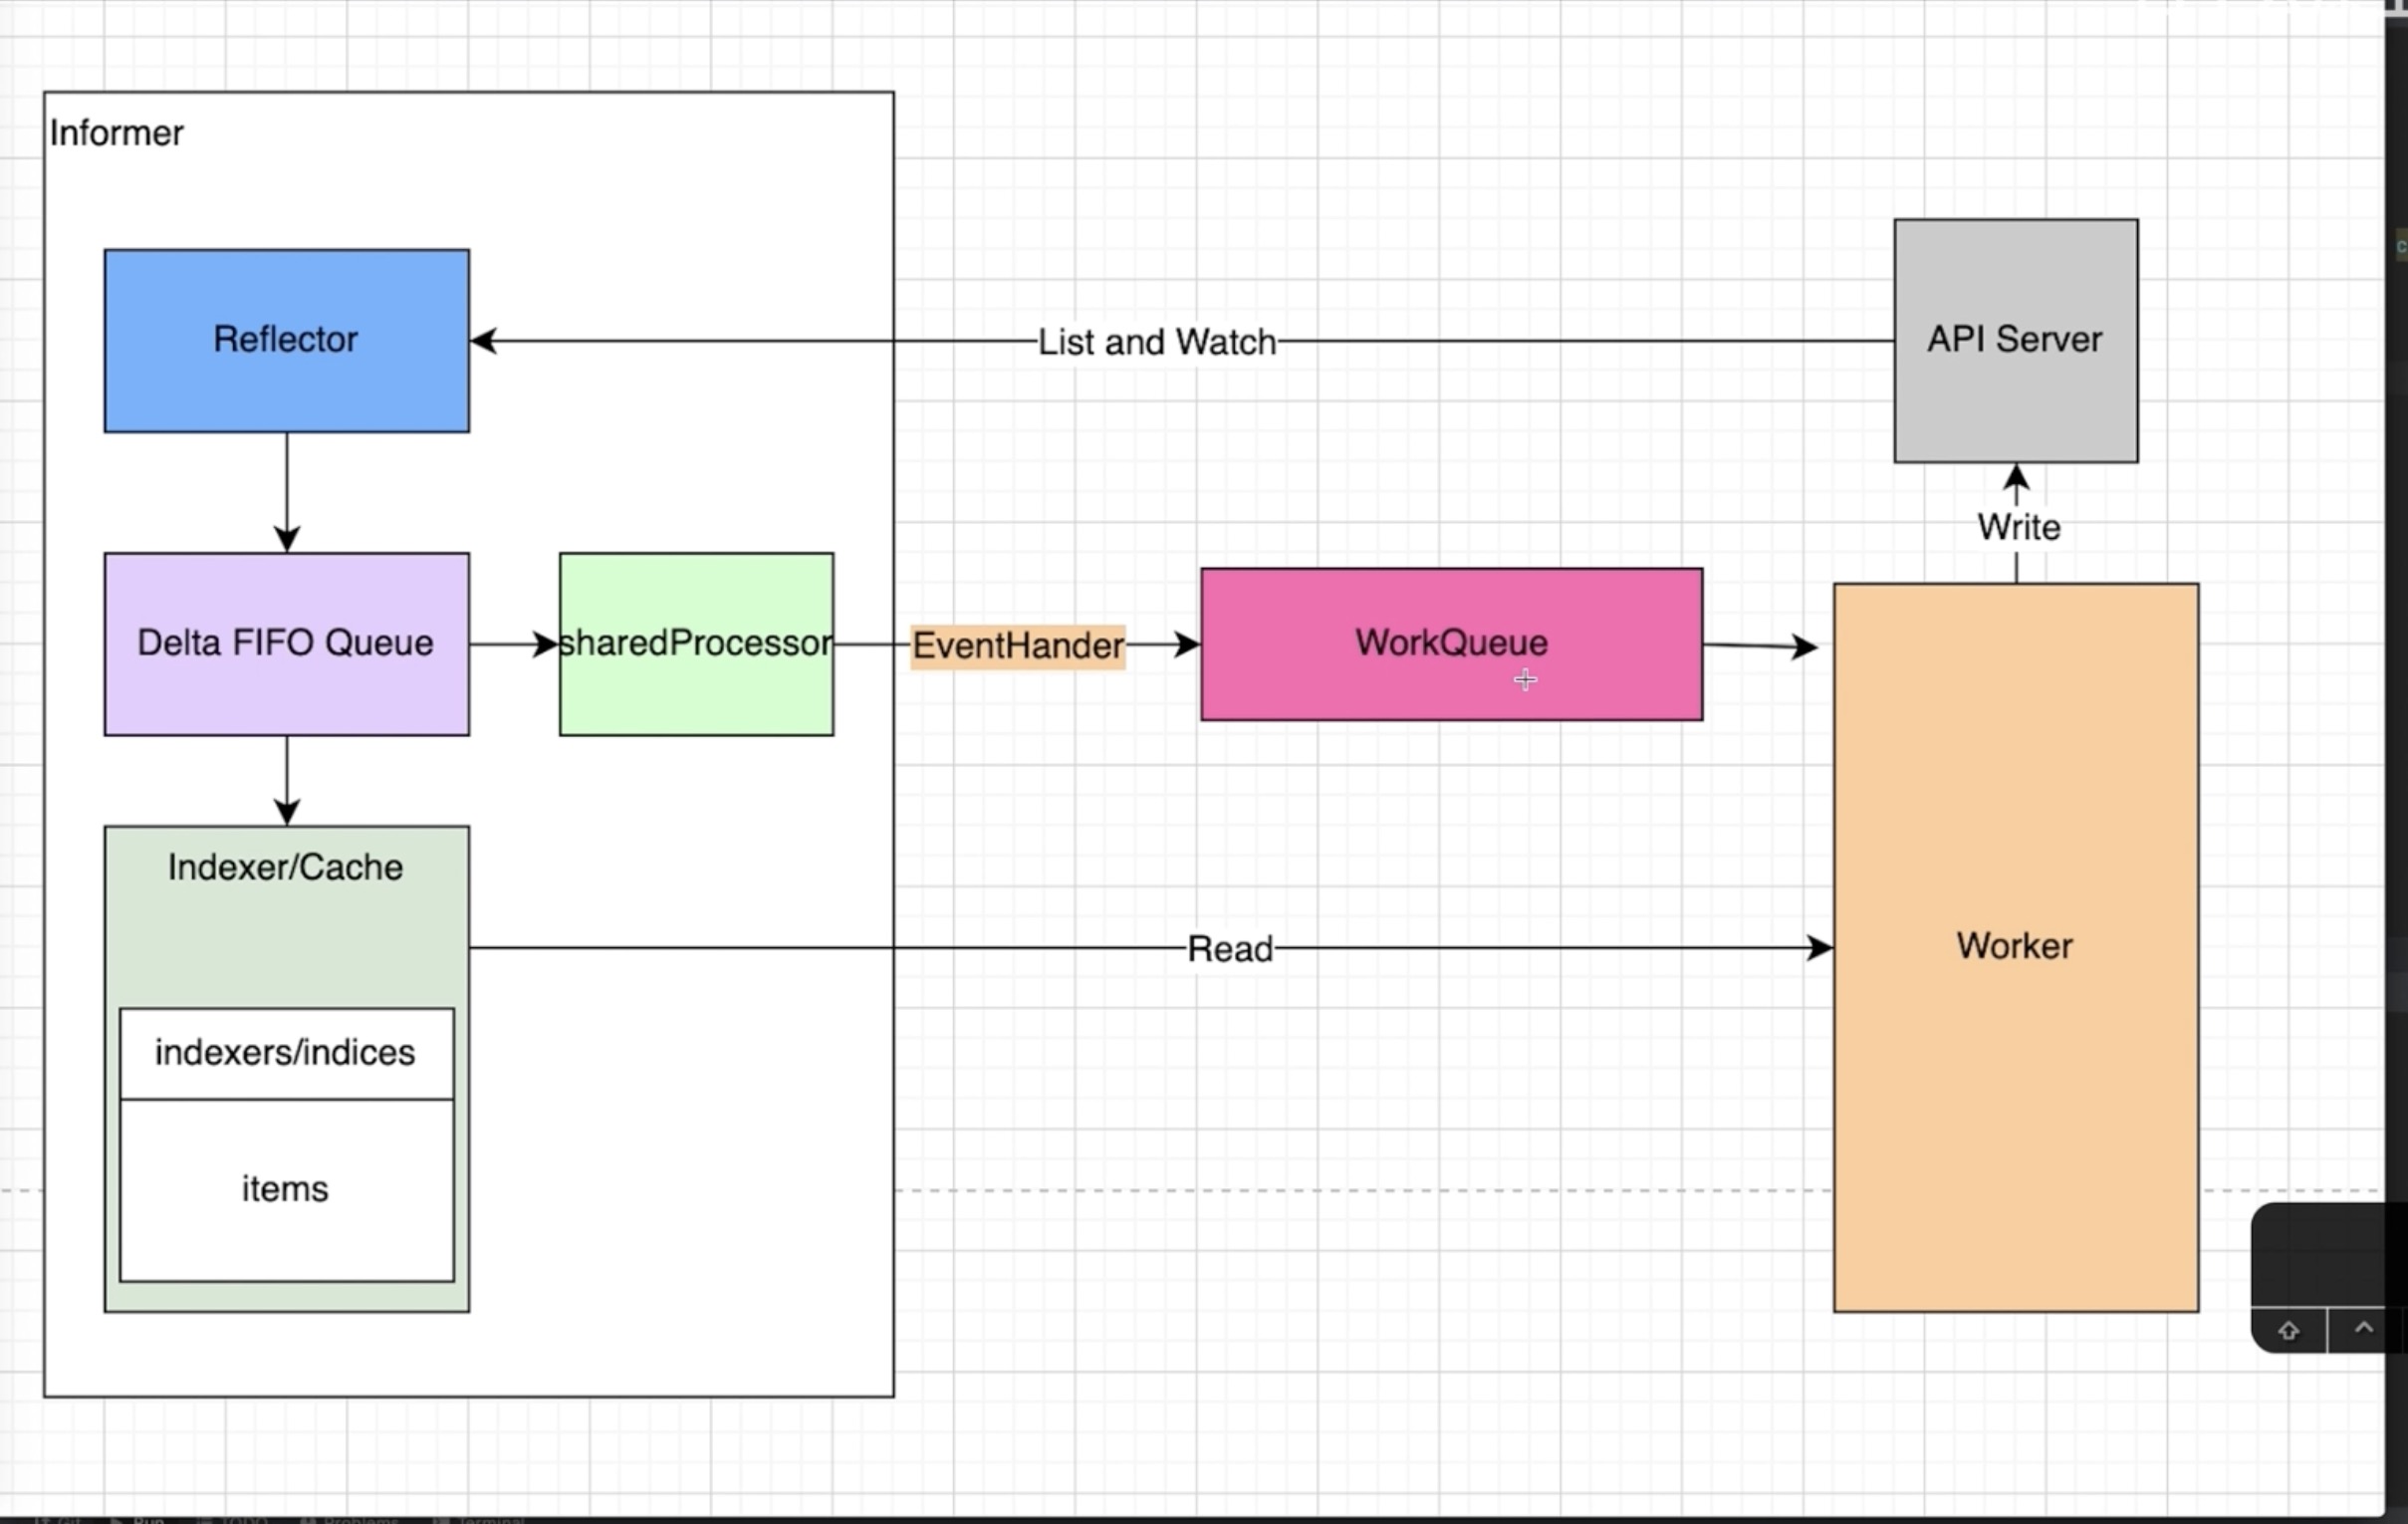 Informer
Reflector
List and Watch
API Server
Write
Delta FIFO Queue
sharedProcessor
EventHander
WorkQueue
Indexer/Cache
Read
Worker
indexers/indices
items